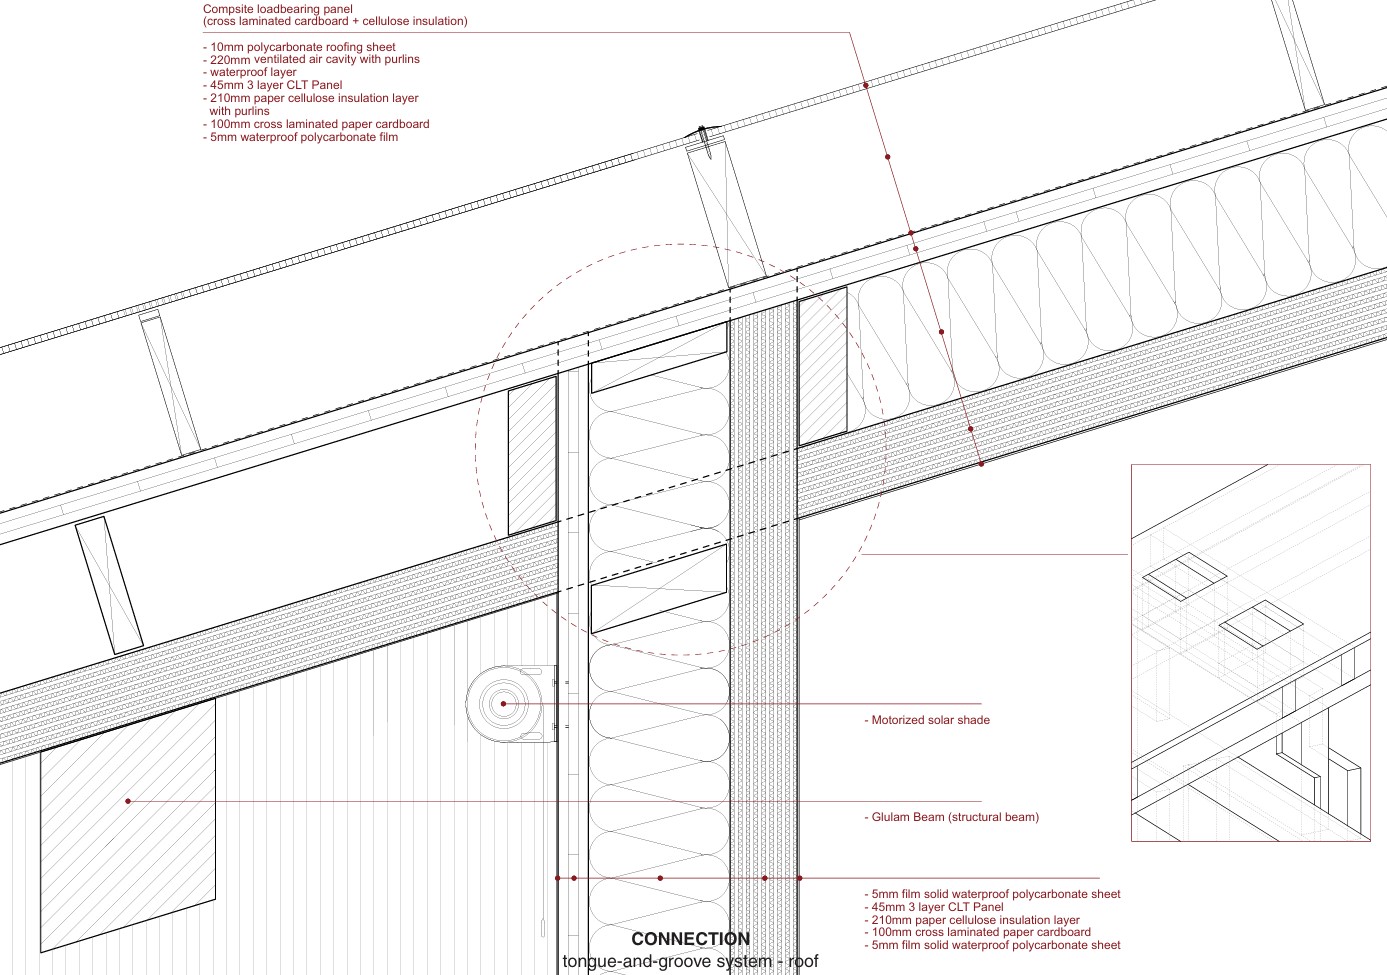 Compsite loadbearing panel
(cross laminated cardboard + cellulose insulation)
- 10mm polycarbonate roofing sheet
- 220mm ventilated air cavity with purlins
- waterproof layer
- 45mm 3 layer CLT Panel
- 210mm paper cellulose insulation layer
with purlins
- 100mm cross laminated paper cardboard
- 5mm waterproof polycarbonate film
- Motorized solar shade
- Glulam Beam (structural beam)
- 5mm film solid waterproof polycarbonate sheet
- 45mm 3 layer CLT Panel
- 210mm paper cellulose insulation layer
- 100mm cross laminated paper cardboard
- 5mm film solid waterproof polycarbonate sheet
CONNECTION
tongue-and-groove system - roof